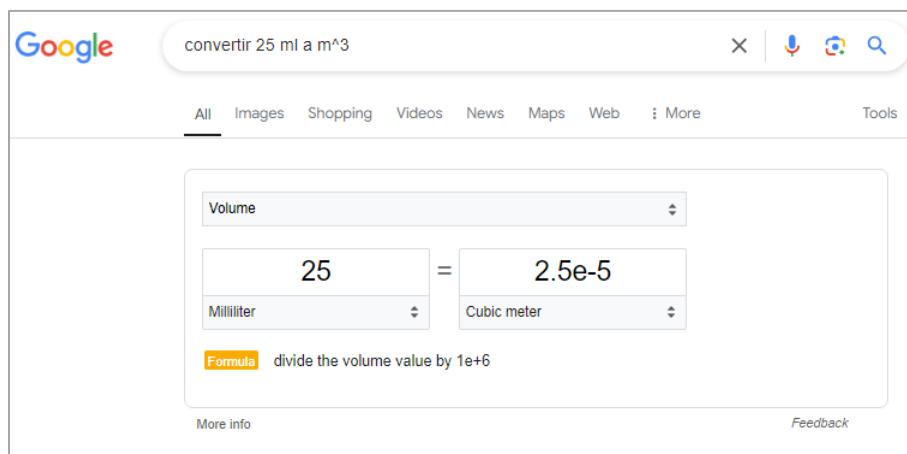 Google convertir 25 ml a m^3
All Images Shopping Videos News Maps Web More Tools
Volume
25 = 2.5e-5
Milliliter Cubic meter
Formula divide the volume value by 1e+6
More info Feedback